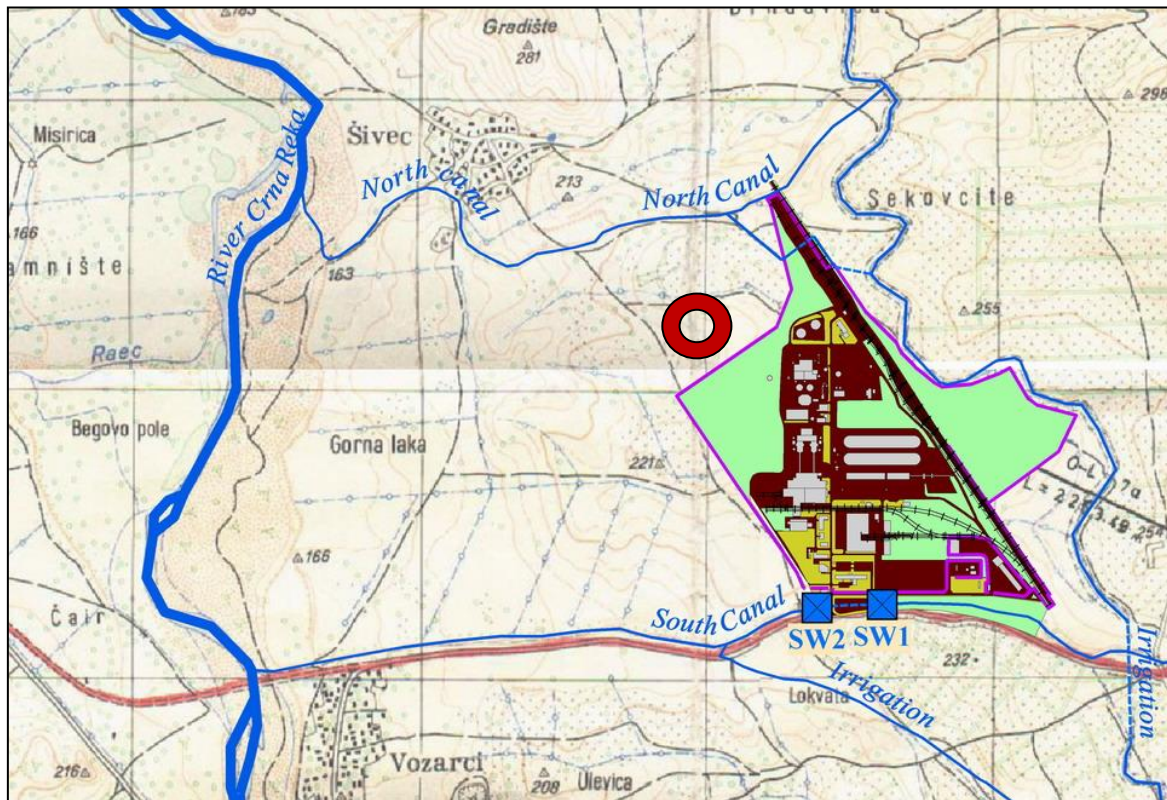 183
Gradište
281
298
Misirica
Šivec
River Crna Reka
North canal
North Canal
213
Sekovcite
166
amnište
163
255
Raec
Begovo pole
Gorna laka
221
254
166
Čair
South Canal
SW2
SW1
232
Lokvata
Irrigation
Irrigation
216
Vozarci
208
Ulevica